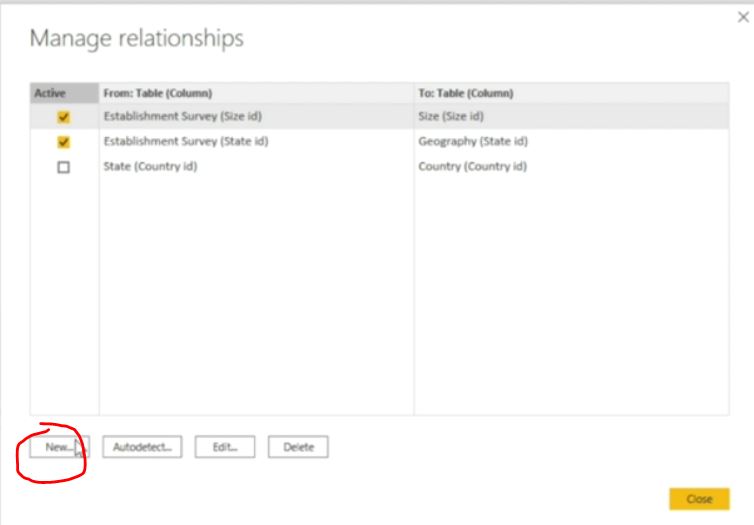 Manage relationships
Active From: Table (Column) To: Table (Column)
Establishment Survey (Size id) Size (Size id)
Establishment Survey (State id) Geography (State id)
State (Country id) Country (Country id)
New... Autodetect... Edit... Delete
Close